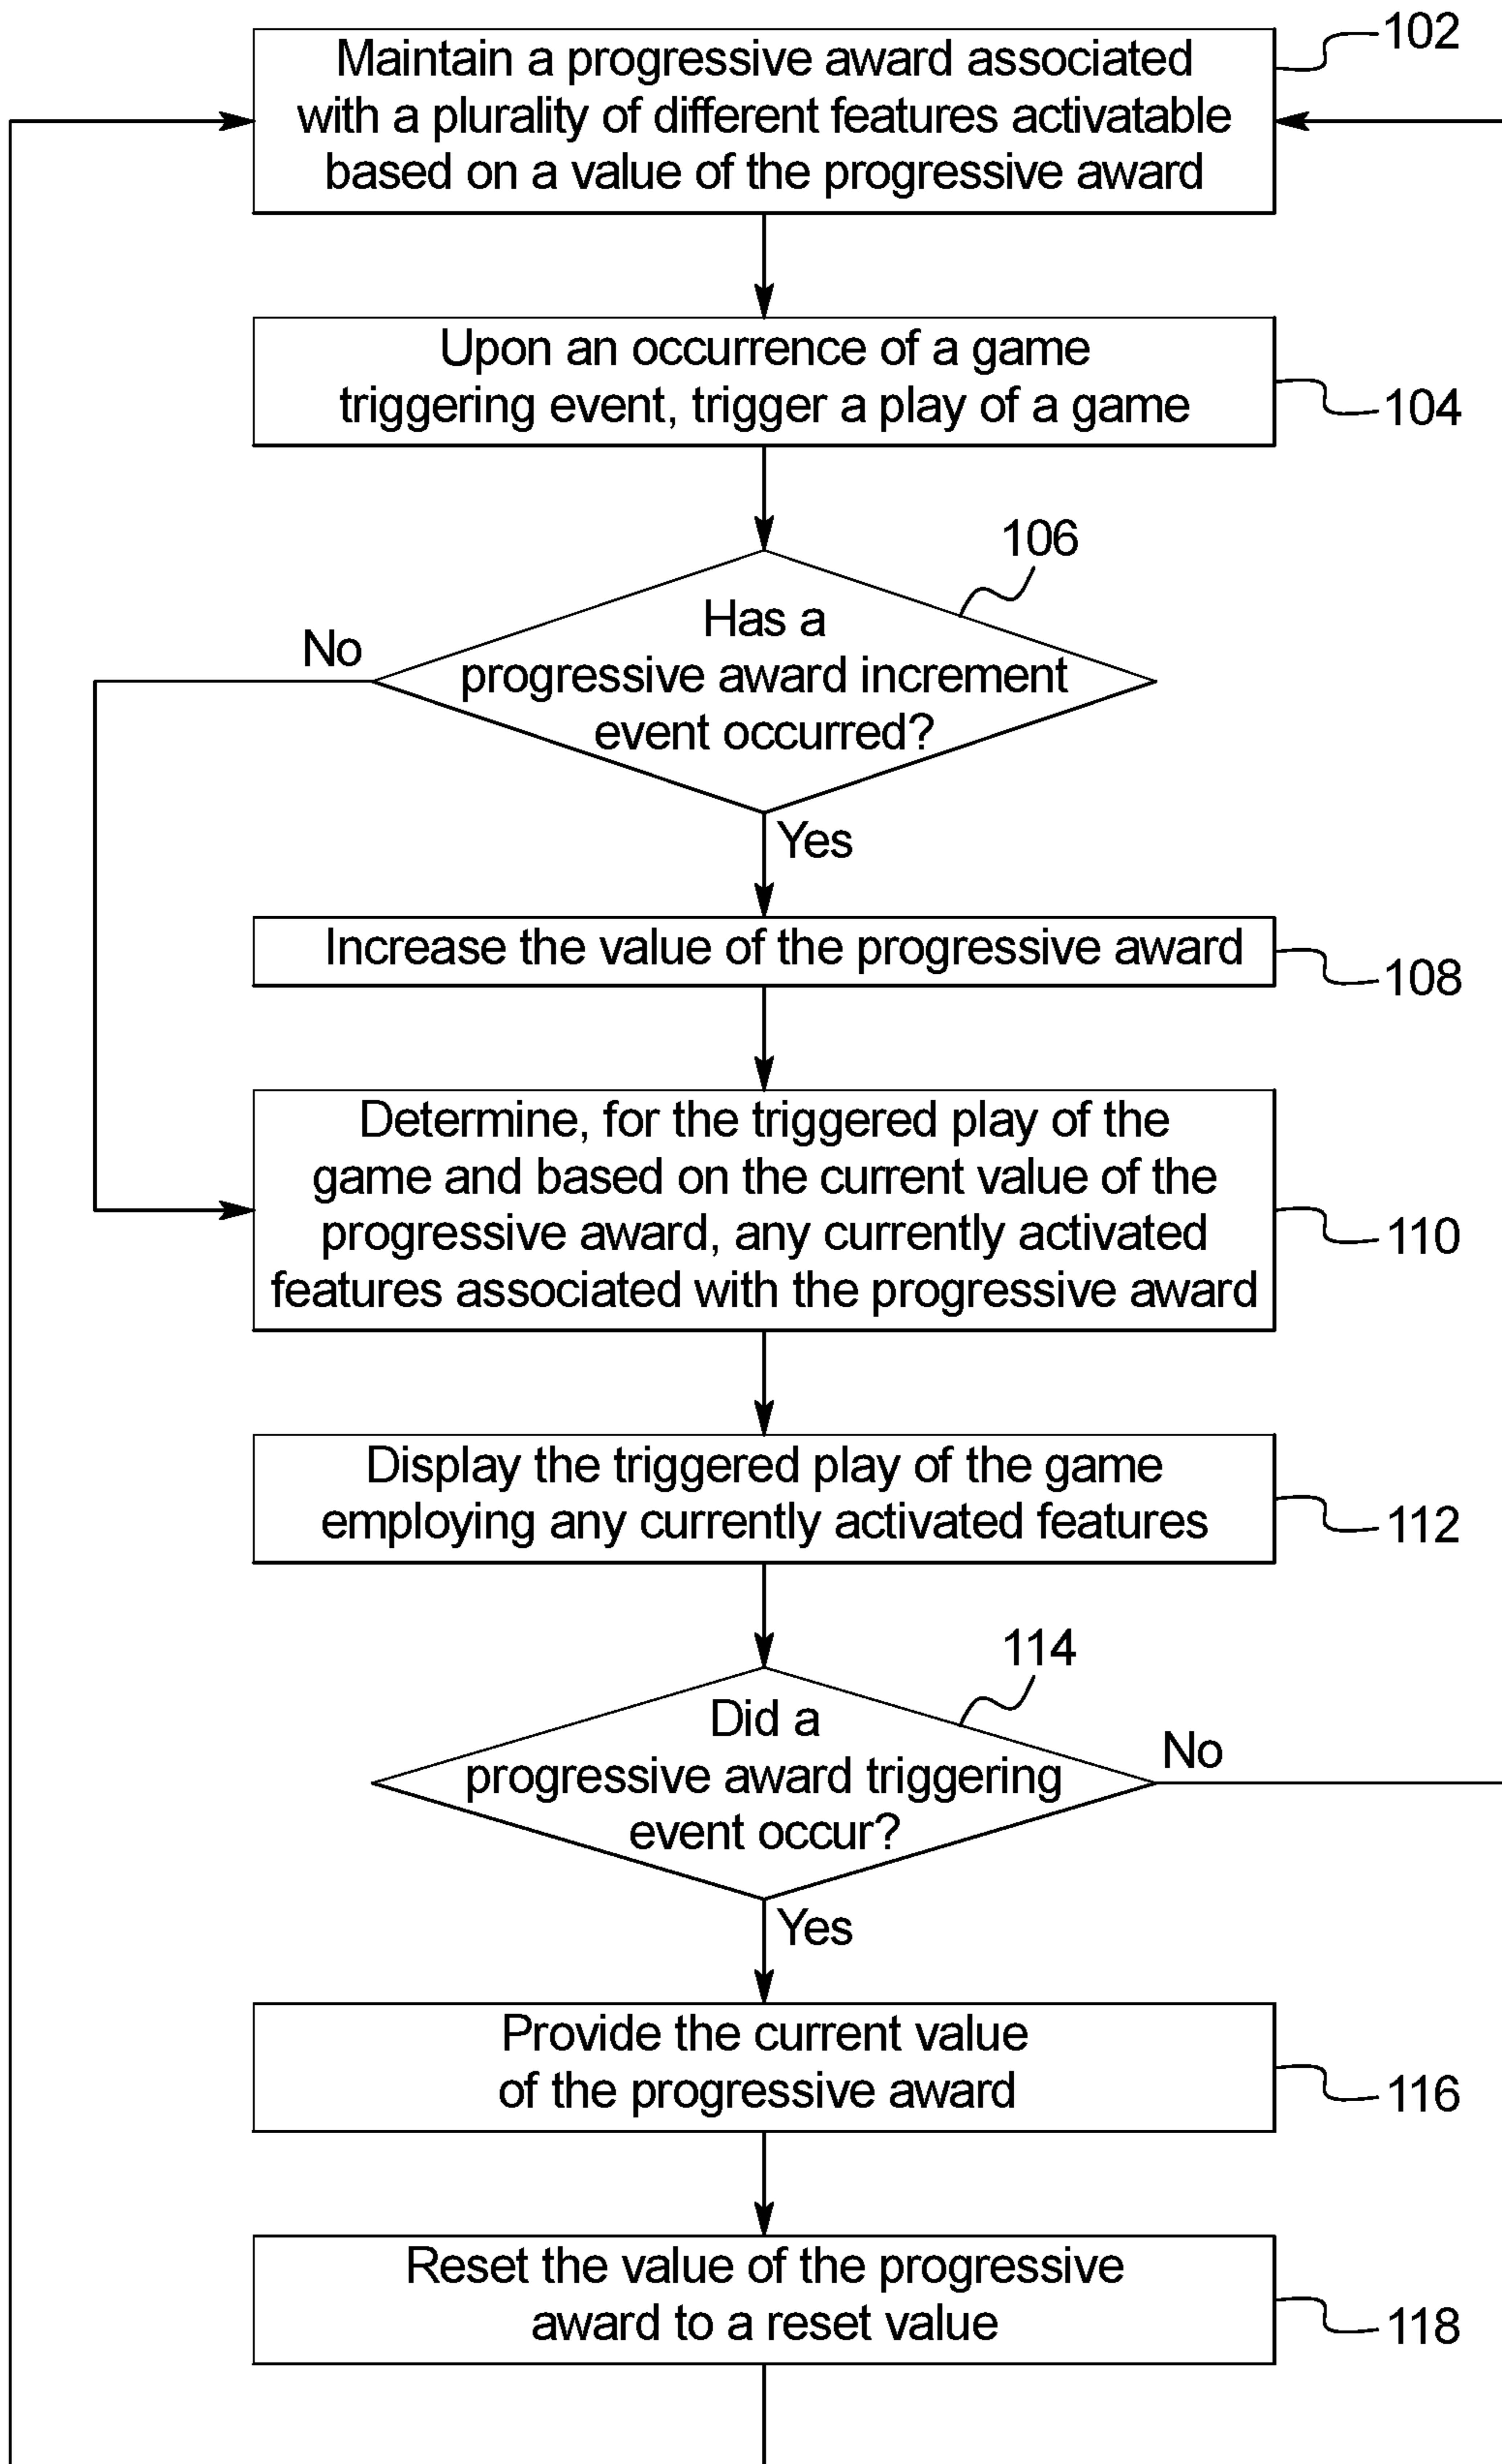 Maintain a progressive award associated
with a plurality of different features activatable
based on a value of the progressive award
102
Upon an occurrence of a game
triggering event, trigger a play of a game
104
106
Has a
progressive award increment
event occurred?
No
Yes
Increase the value of the progressive award
108
Determine, for the triggered play of the
game and based on the current value of the
progressive award, any currently activated
features associated with the progressive award
110
Display the triggered play of the game
employing any currently activated features
112
114
Did a
progressive award triggering
event occur?
No
Yes
Provide the current value
of the progressive award
116
Reset the value of the progressive
award to a reset value
118